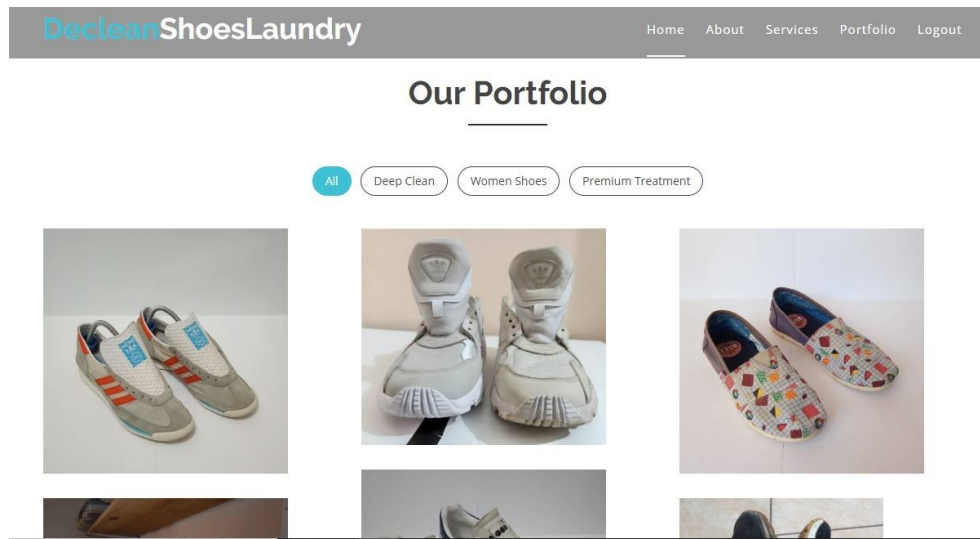 DecleanShoesLaundry
Home About Services Portfolio Logout
Our Portfolio
All Deep Clean Women Shoes Premium Treatment